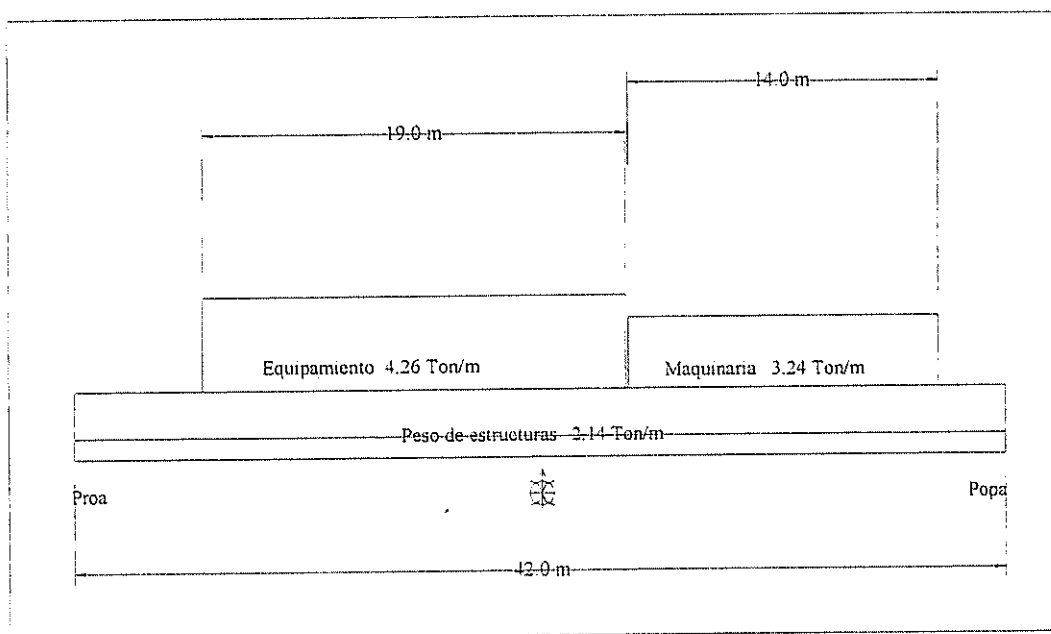 14.0 m
19.0 m
Equipamiento 4.26 Ton/m
Maquinaria 3.24 Ton/m
Peso de estructuras 2.14 Ton/m
Proa
Popa
42.0 m